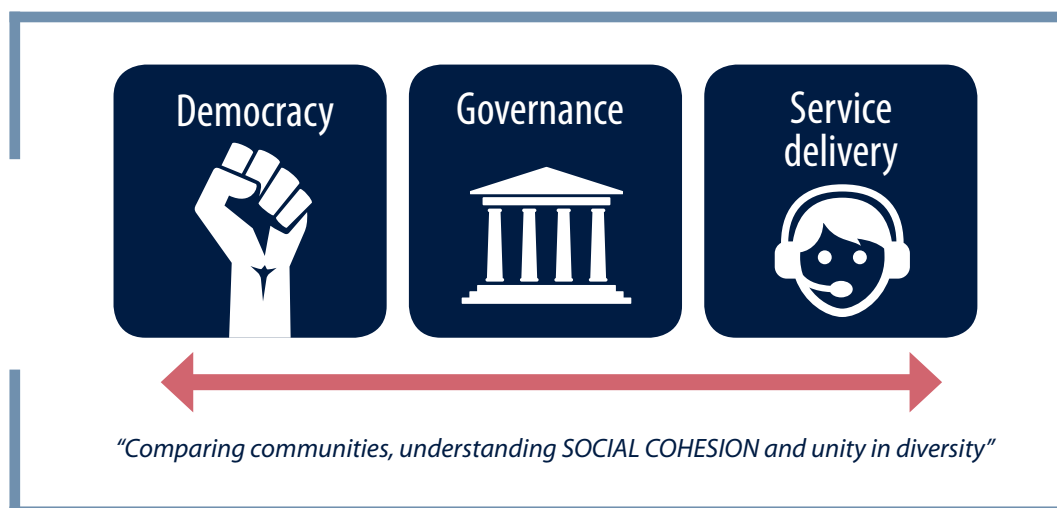 Democracy
Governance
Service
delivery
“Comparing communities, understanding SOCIAL COHESION and unity in diversity”